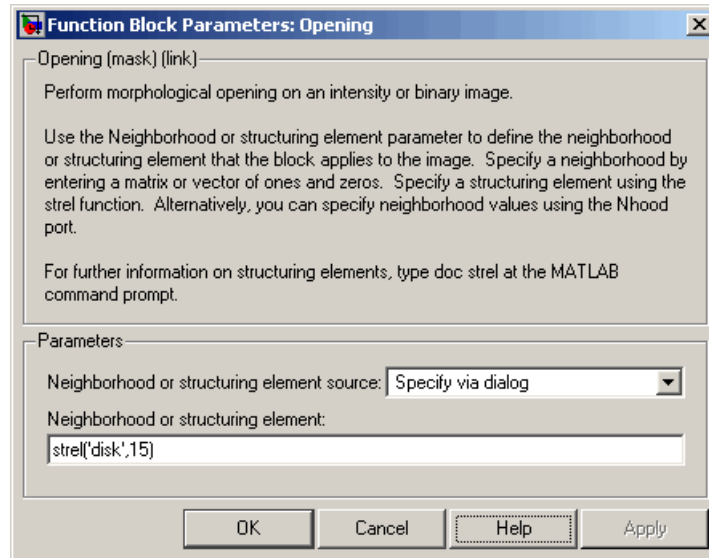 Function Block Parameters: Opening
Opening (mask) (link)
Perform morphological opening on an intensity or binary image.
Use the Neighborhood or structuring element parameter to define the neighborhood
or structuring element that the block applies to the image.  Specify a neighborhood by
entering a matrix or vector of ones and zeros.  Specify a structuring element using the
strel function.  Alternatively, you can specify neighborhood values using the Nhood
port.
For further information on structuring elements, type doc strel at the MATLAB
command prompt.
Parameters
Neighborhood or structuring element source: Specify via dialog
Neighborhood or structuring element:
strel('disk',15)
OK Cancel Help Apply